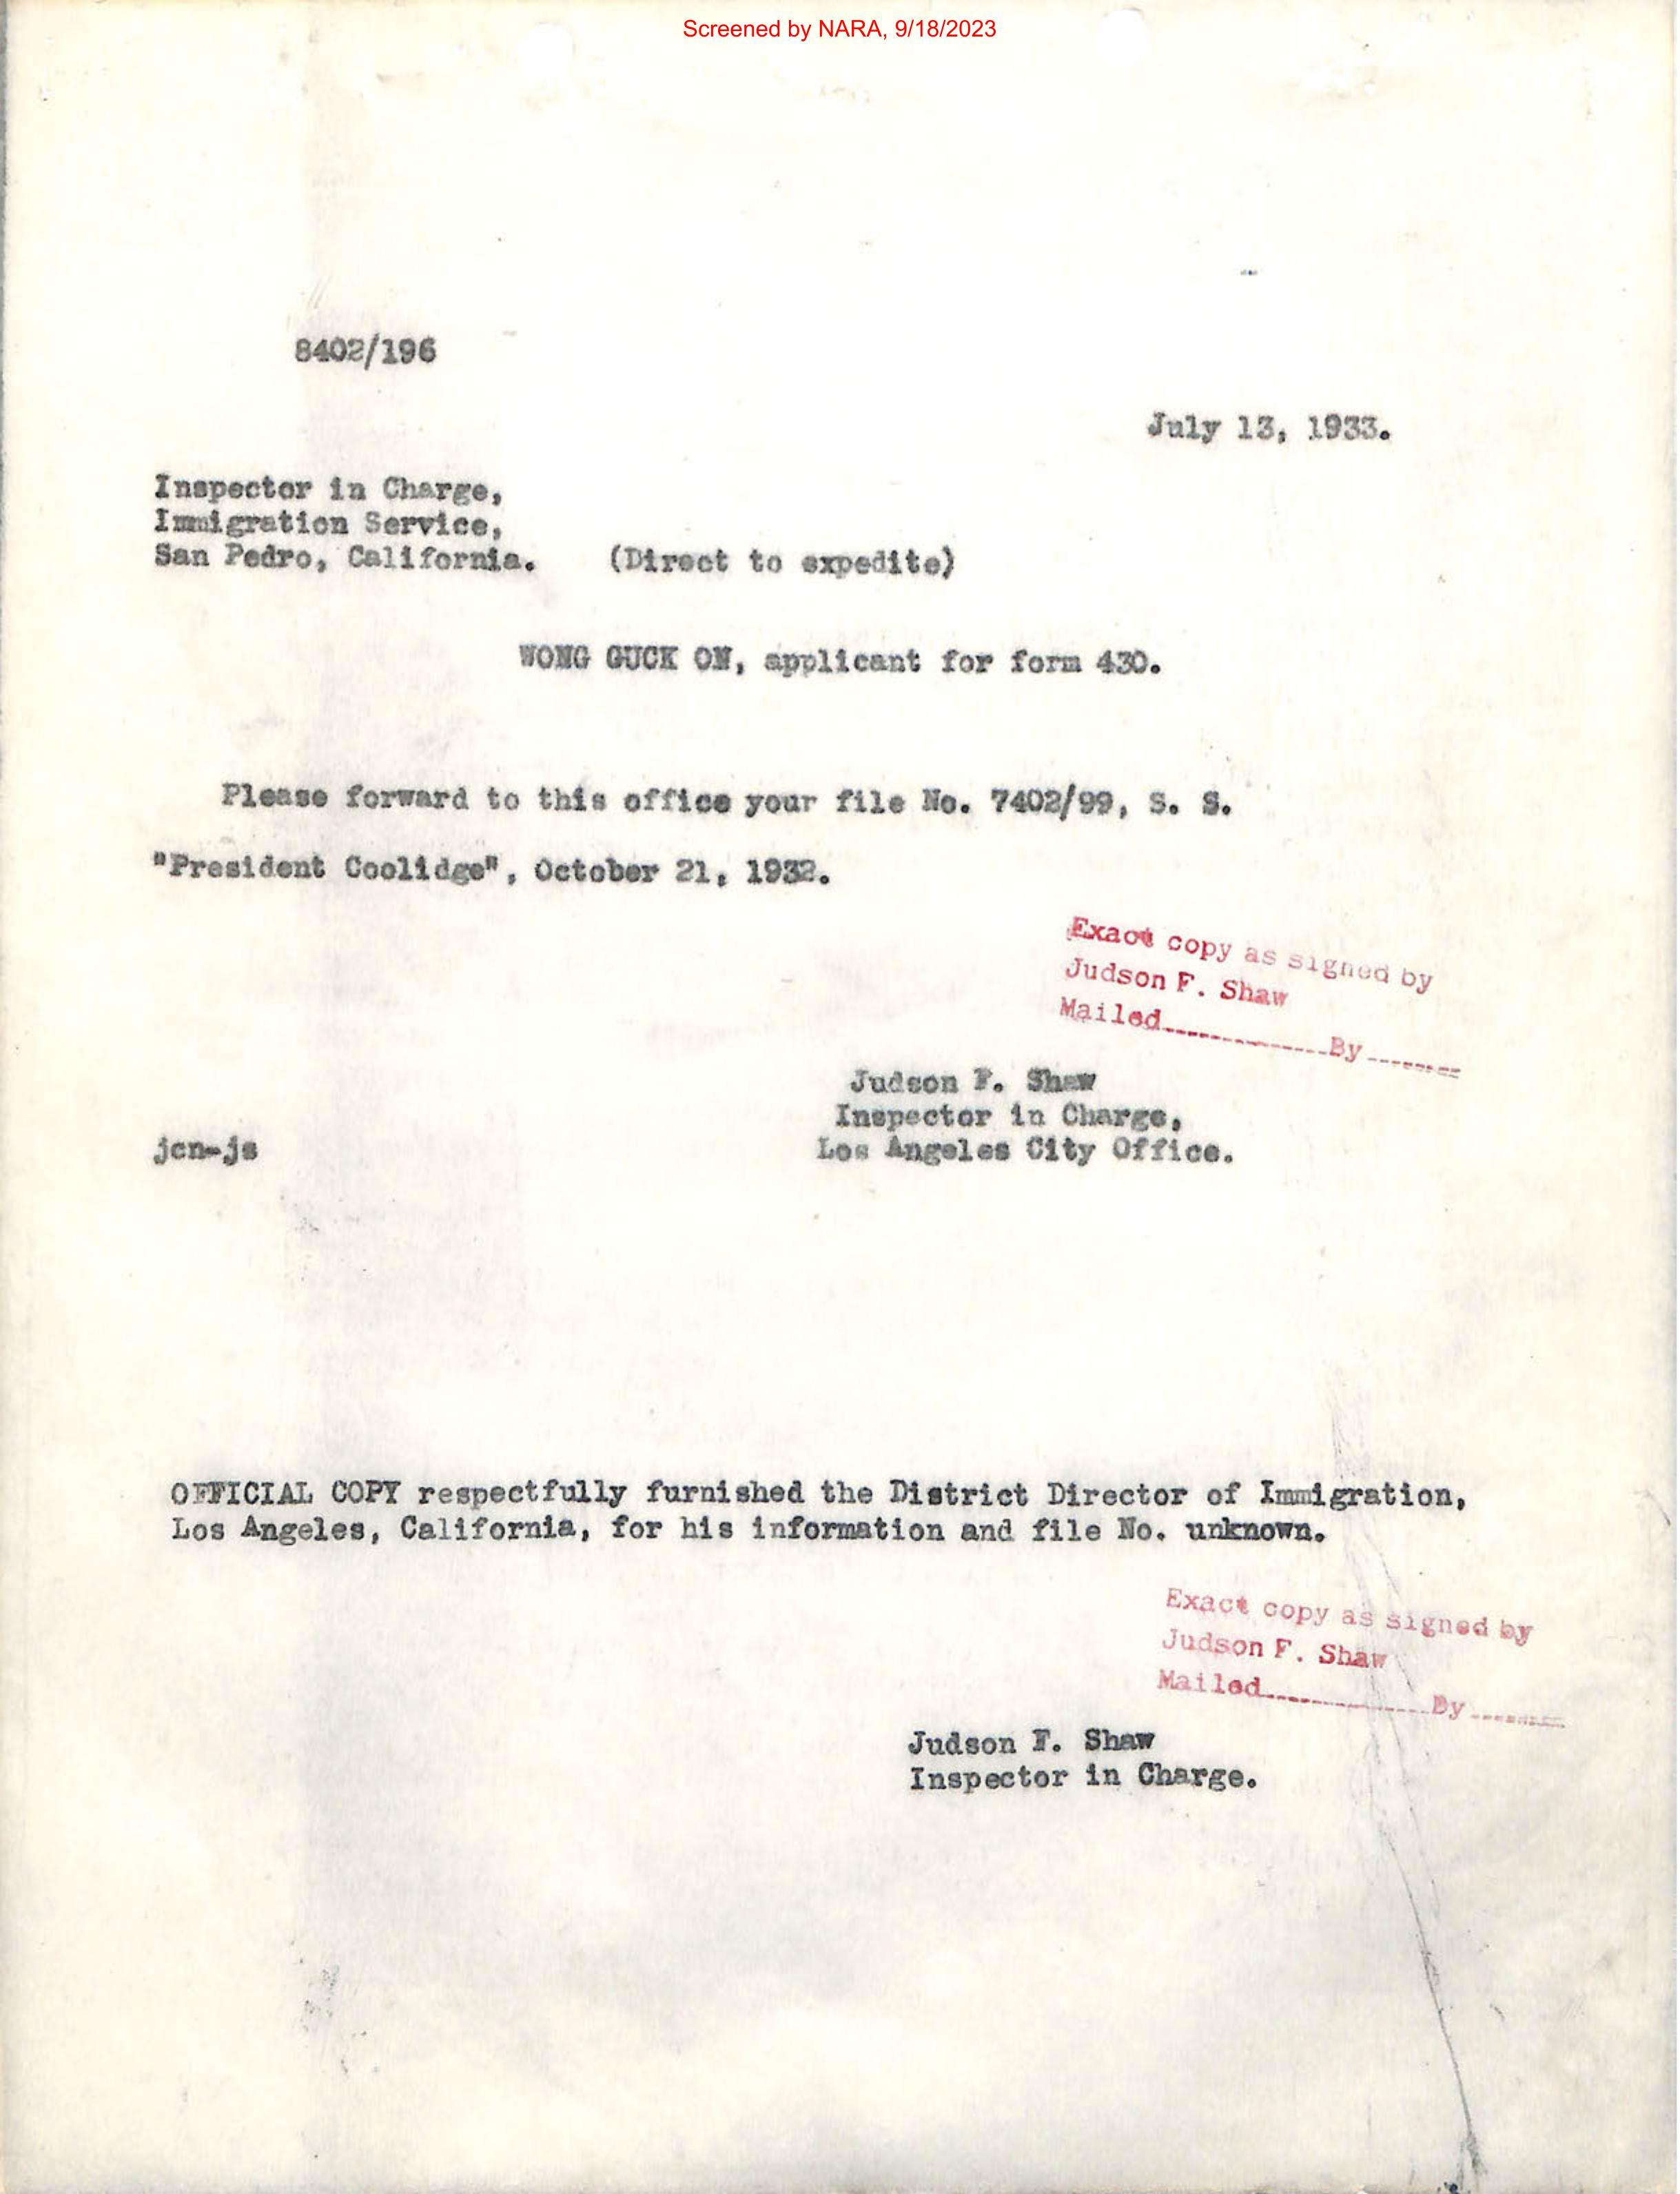 Screened by NARA, 9/18/2023
8402/196
July 13, 1933.
Inspector in Charge,
Immigration Service,
San Pedro, California. (Direct to expedite)
WONG GUCK ON, applicant for form 430.
Please forward to this office your file No. 7402/99, S. S.
"President Coolidge", October 21, 1932.
Exact copy as signed by
Judson F. Shaw
Mailed By
Judson F. Shaw
Inspector in Charge,
jcn-js Los Angeles City Office.
OFFICIAL COPY respectfully furnished the District Director of Immigration,
Los Angeles, California, for his information and file No. unknown.
Exact copy as signed by
Judson F. Shaw
Mailed By
Judson F. Shaw
Inspector in Charge.